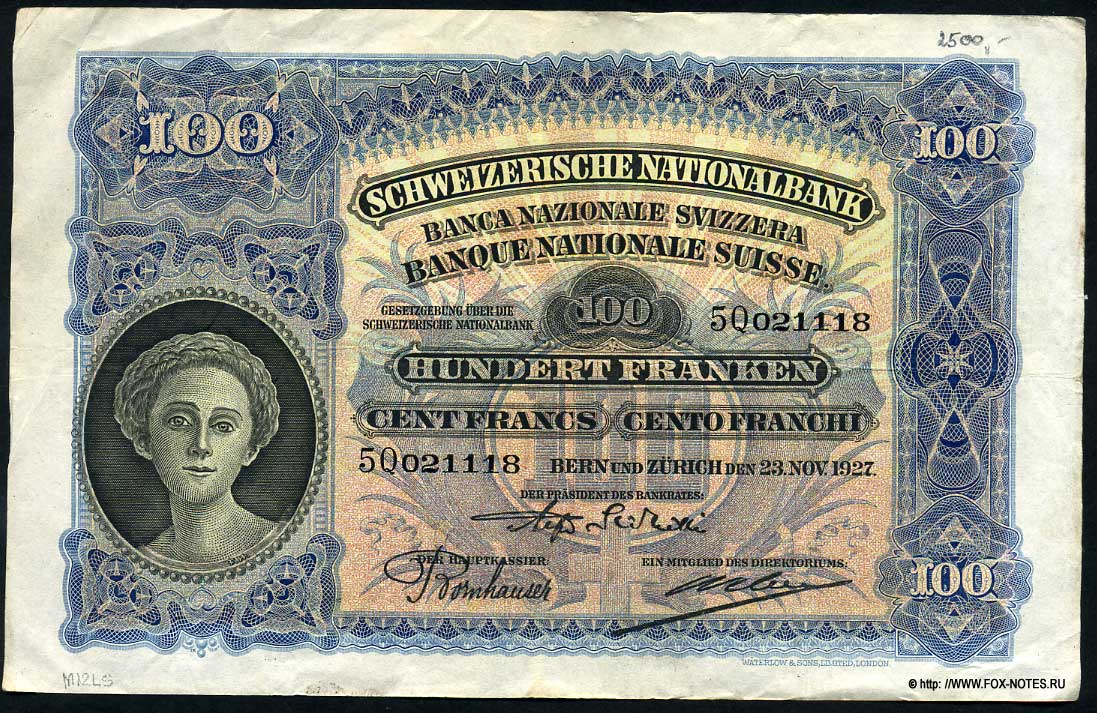 2500,-
100
100
SCHWEIZERISCHE NATIONALBANK
BANCA NAZIONALE SVIZZERA
BANQUE NATIONALE SUISSE.
GESETZGEBUNG ÜBER DIE
SCHWEIZERISCHE NATIONALBANK
100
5Q021118
HUNDERT FRANKEN
CENT FRANCS
CENTO FRANCHI
5Q021118
BERN UND ZÜRICH DEN 23. NOV. 1927.
DER PRÄSIDENT DES BANKRATES:
DER HAUPTKASSIER:
EIN MITGLIED DES DIREKTORIUMS:
Bornhauser
100
WATERLOW & SONS, LIMITED, LONDON.
M12LS
© http: //WWW.FOX-NOTES.RU